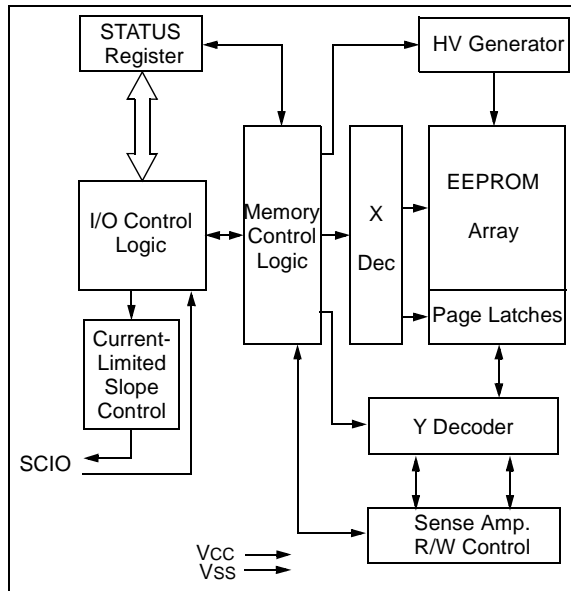 STATUS
Register
HV Generator
I/O Control
Logic
Memory
Control
Logic
X
Dec
EEPROM
Array
Page Latches
Current-
Limited
Slope
Control
SCIO
Y Decoder
Sense Amp.
R/W Control
VCC
VSS